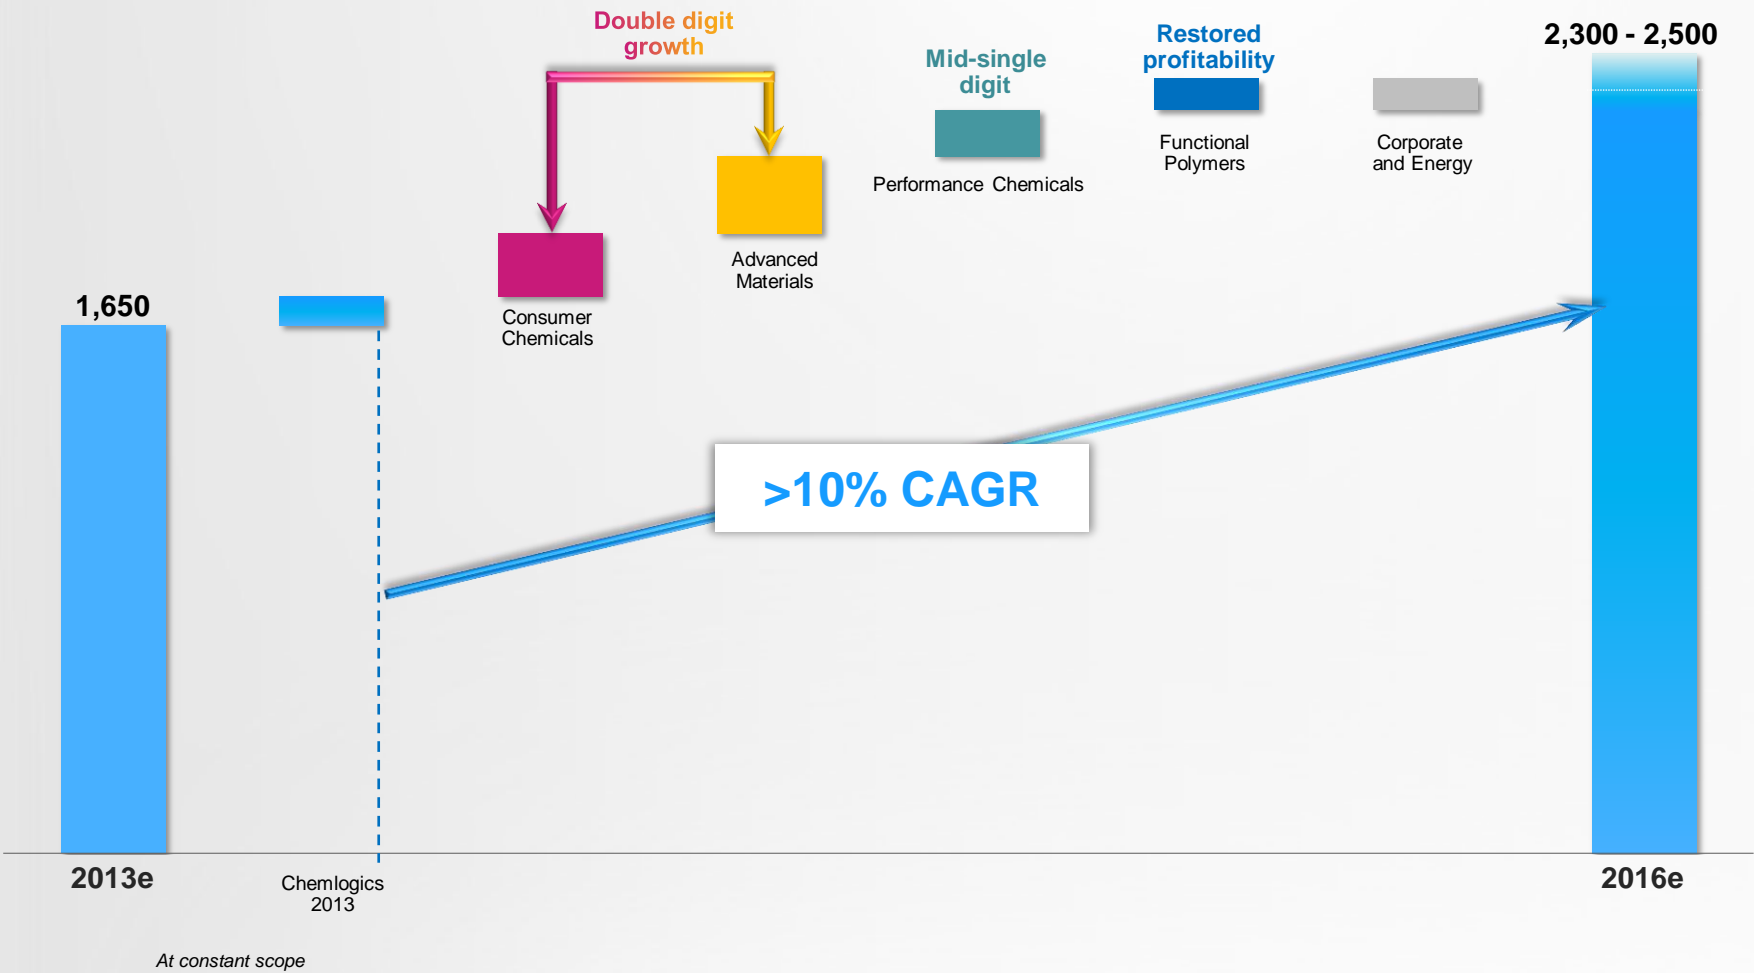 Double digit
growth
Mid-single
digit
Restored
profitability
2,300 - 2,500
Functional
Polymers
Corporate
and Energy
Performance Chemicals
Advanced
Materials
1,650
Consumer
Chemicals
>10% CAGR
2013e
Chemlogics
2013
2016e
At constant scope